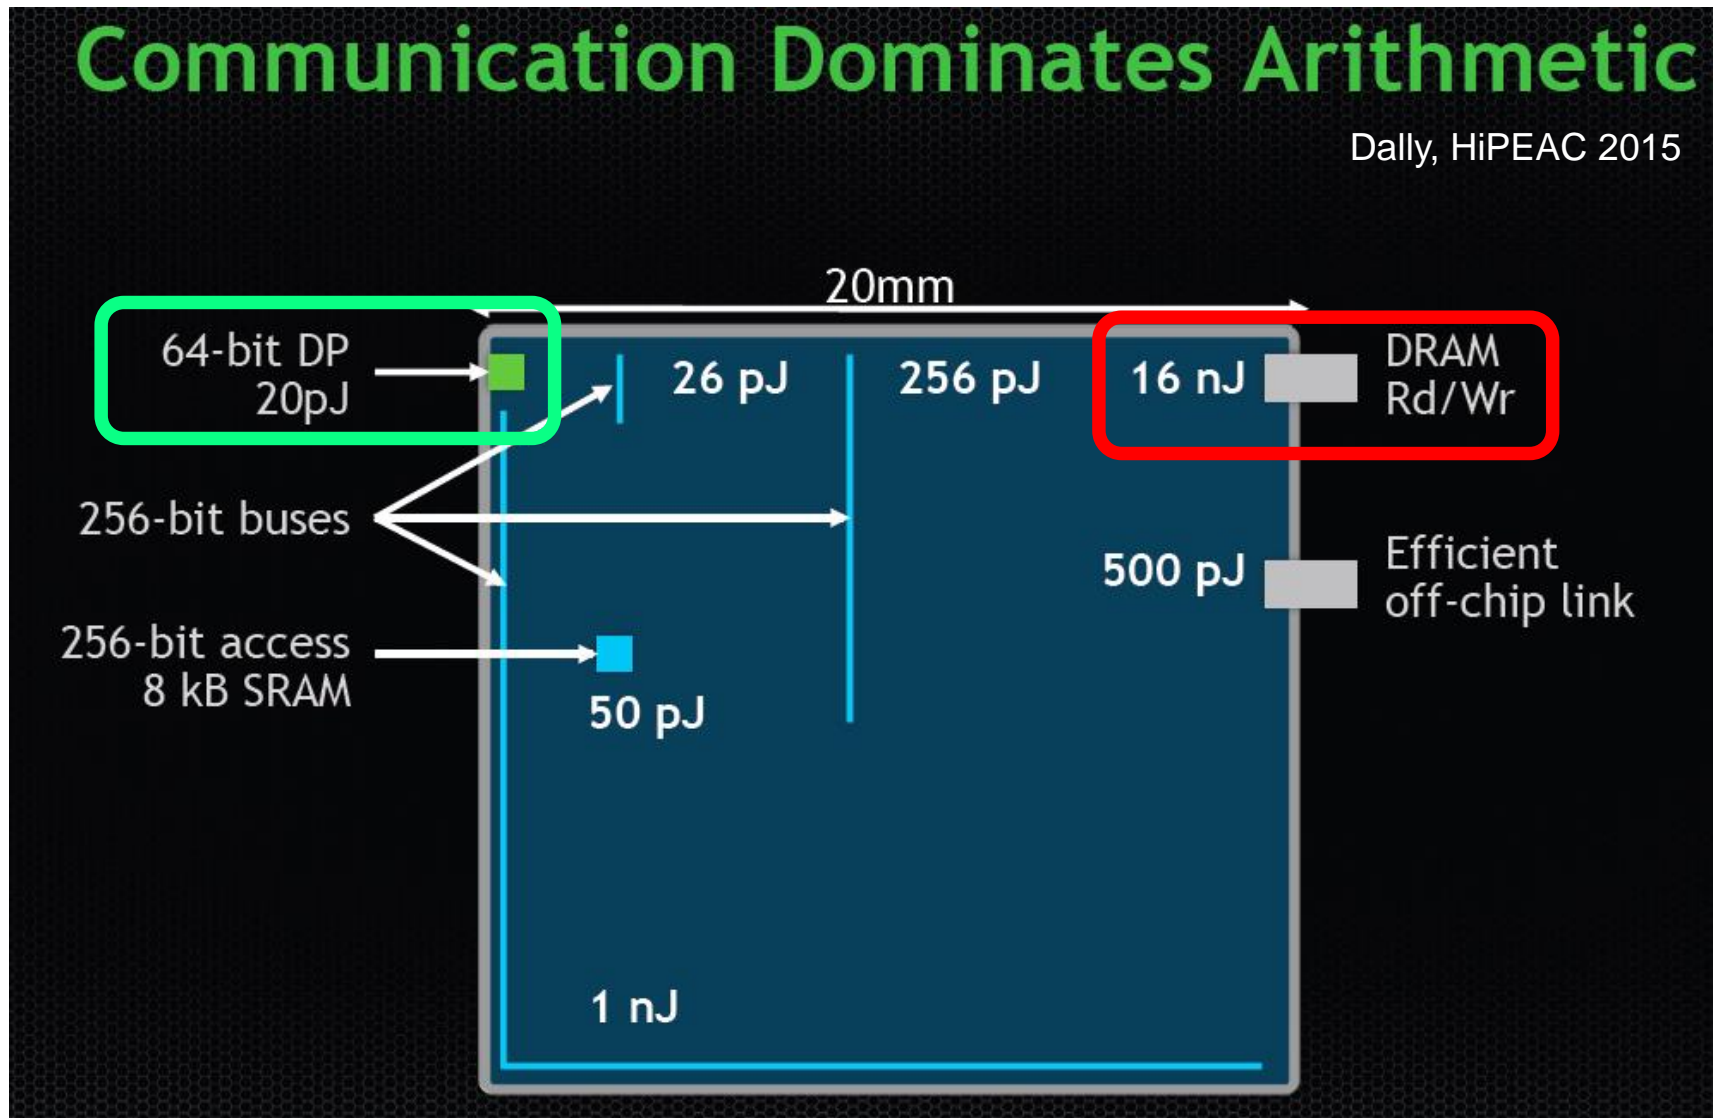 Communication Dominates Arithmetic
Dally, HiPEAC 2015
20mm
64-bit DP
20pJ
26 pJ
256 pJ
16 nJ
DRAM
Rd/Wr
256-bit buses
500 pJ
Efficient
off-chip link
256-bit access
8 kB SRAM
50 pJ
1 nJ